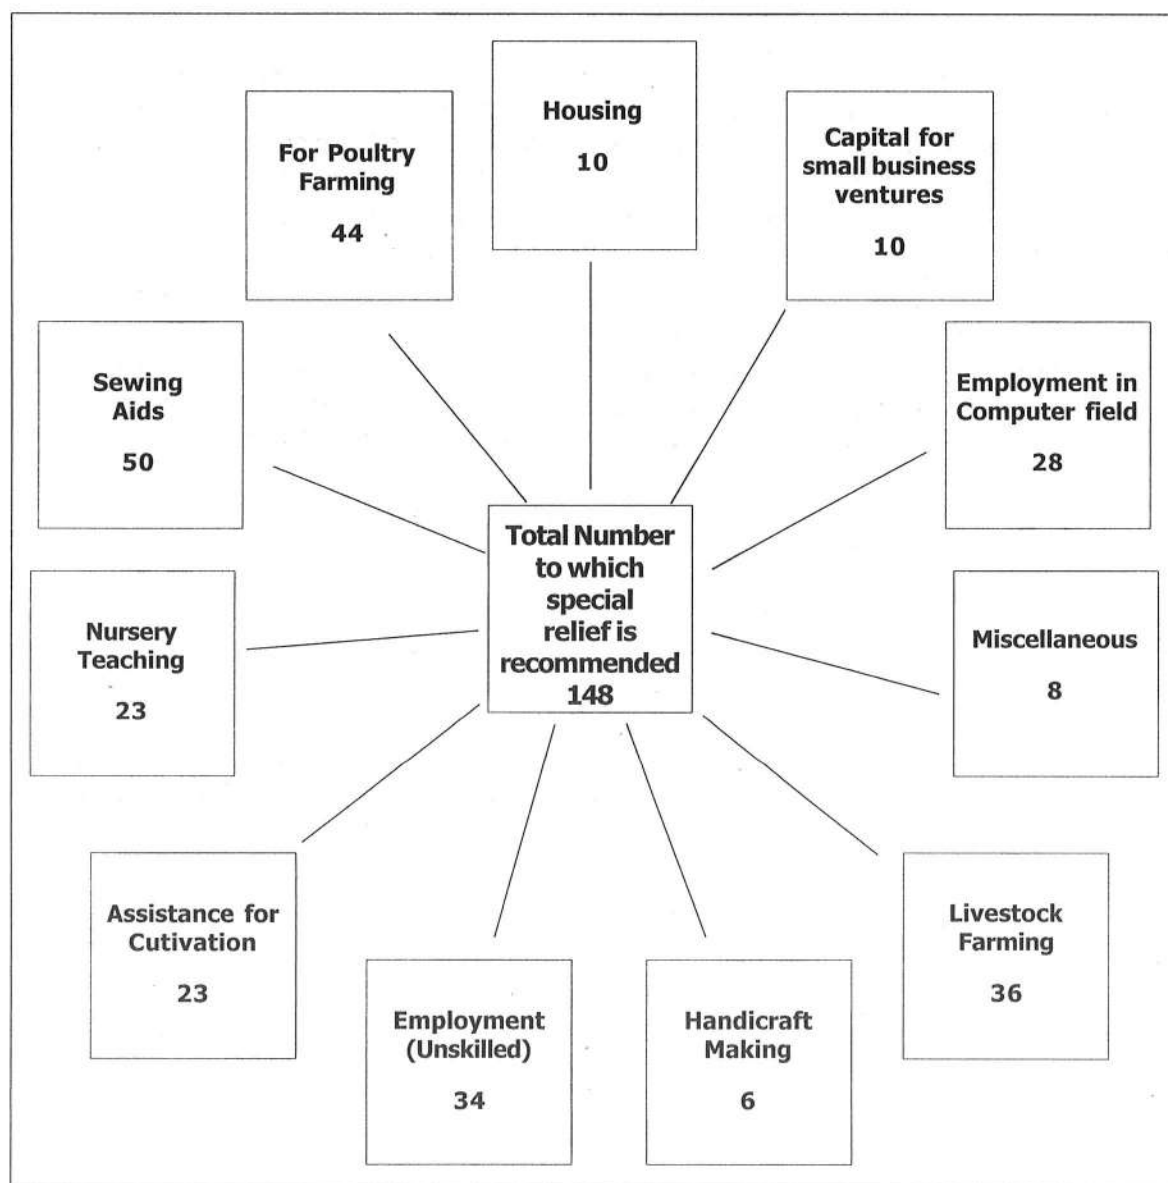 Housing
10
For Poultry
Farming
44
Capital for
small business
ventures
10
Sewing
Aids
50
Employment in
Computer field
28
Total Number
to which
special
relief is
recommended
148
Nursery
Teaching
23
Miscellaneous
8
Assistance for
Cutivation
23
Livestock
Farming
36
Employment
(Unskilled)
34
Handicraft
Making
6